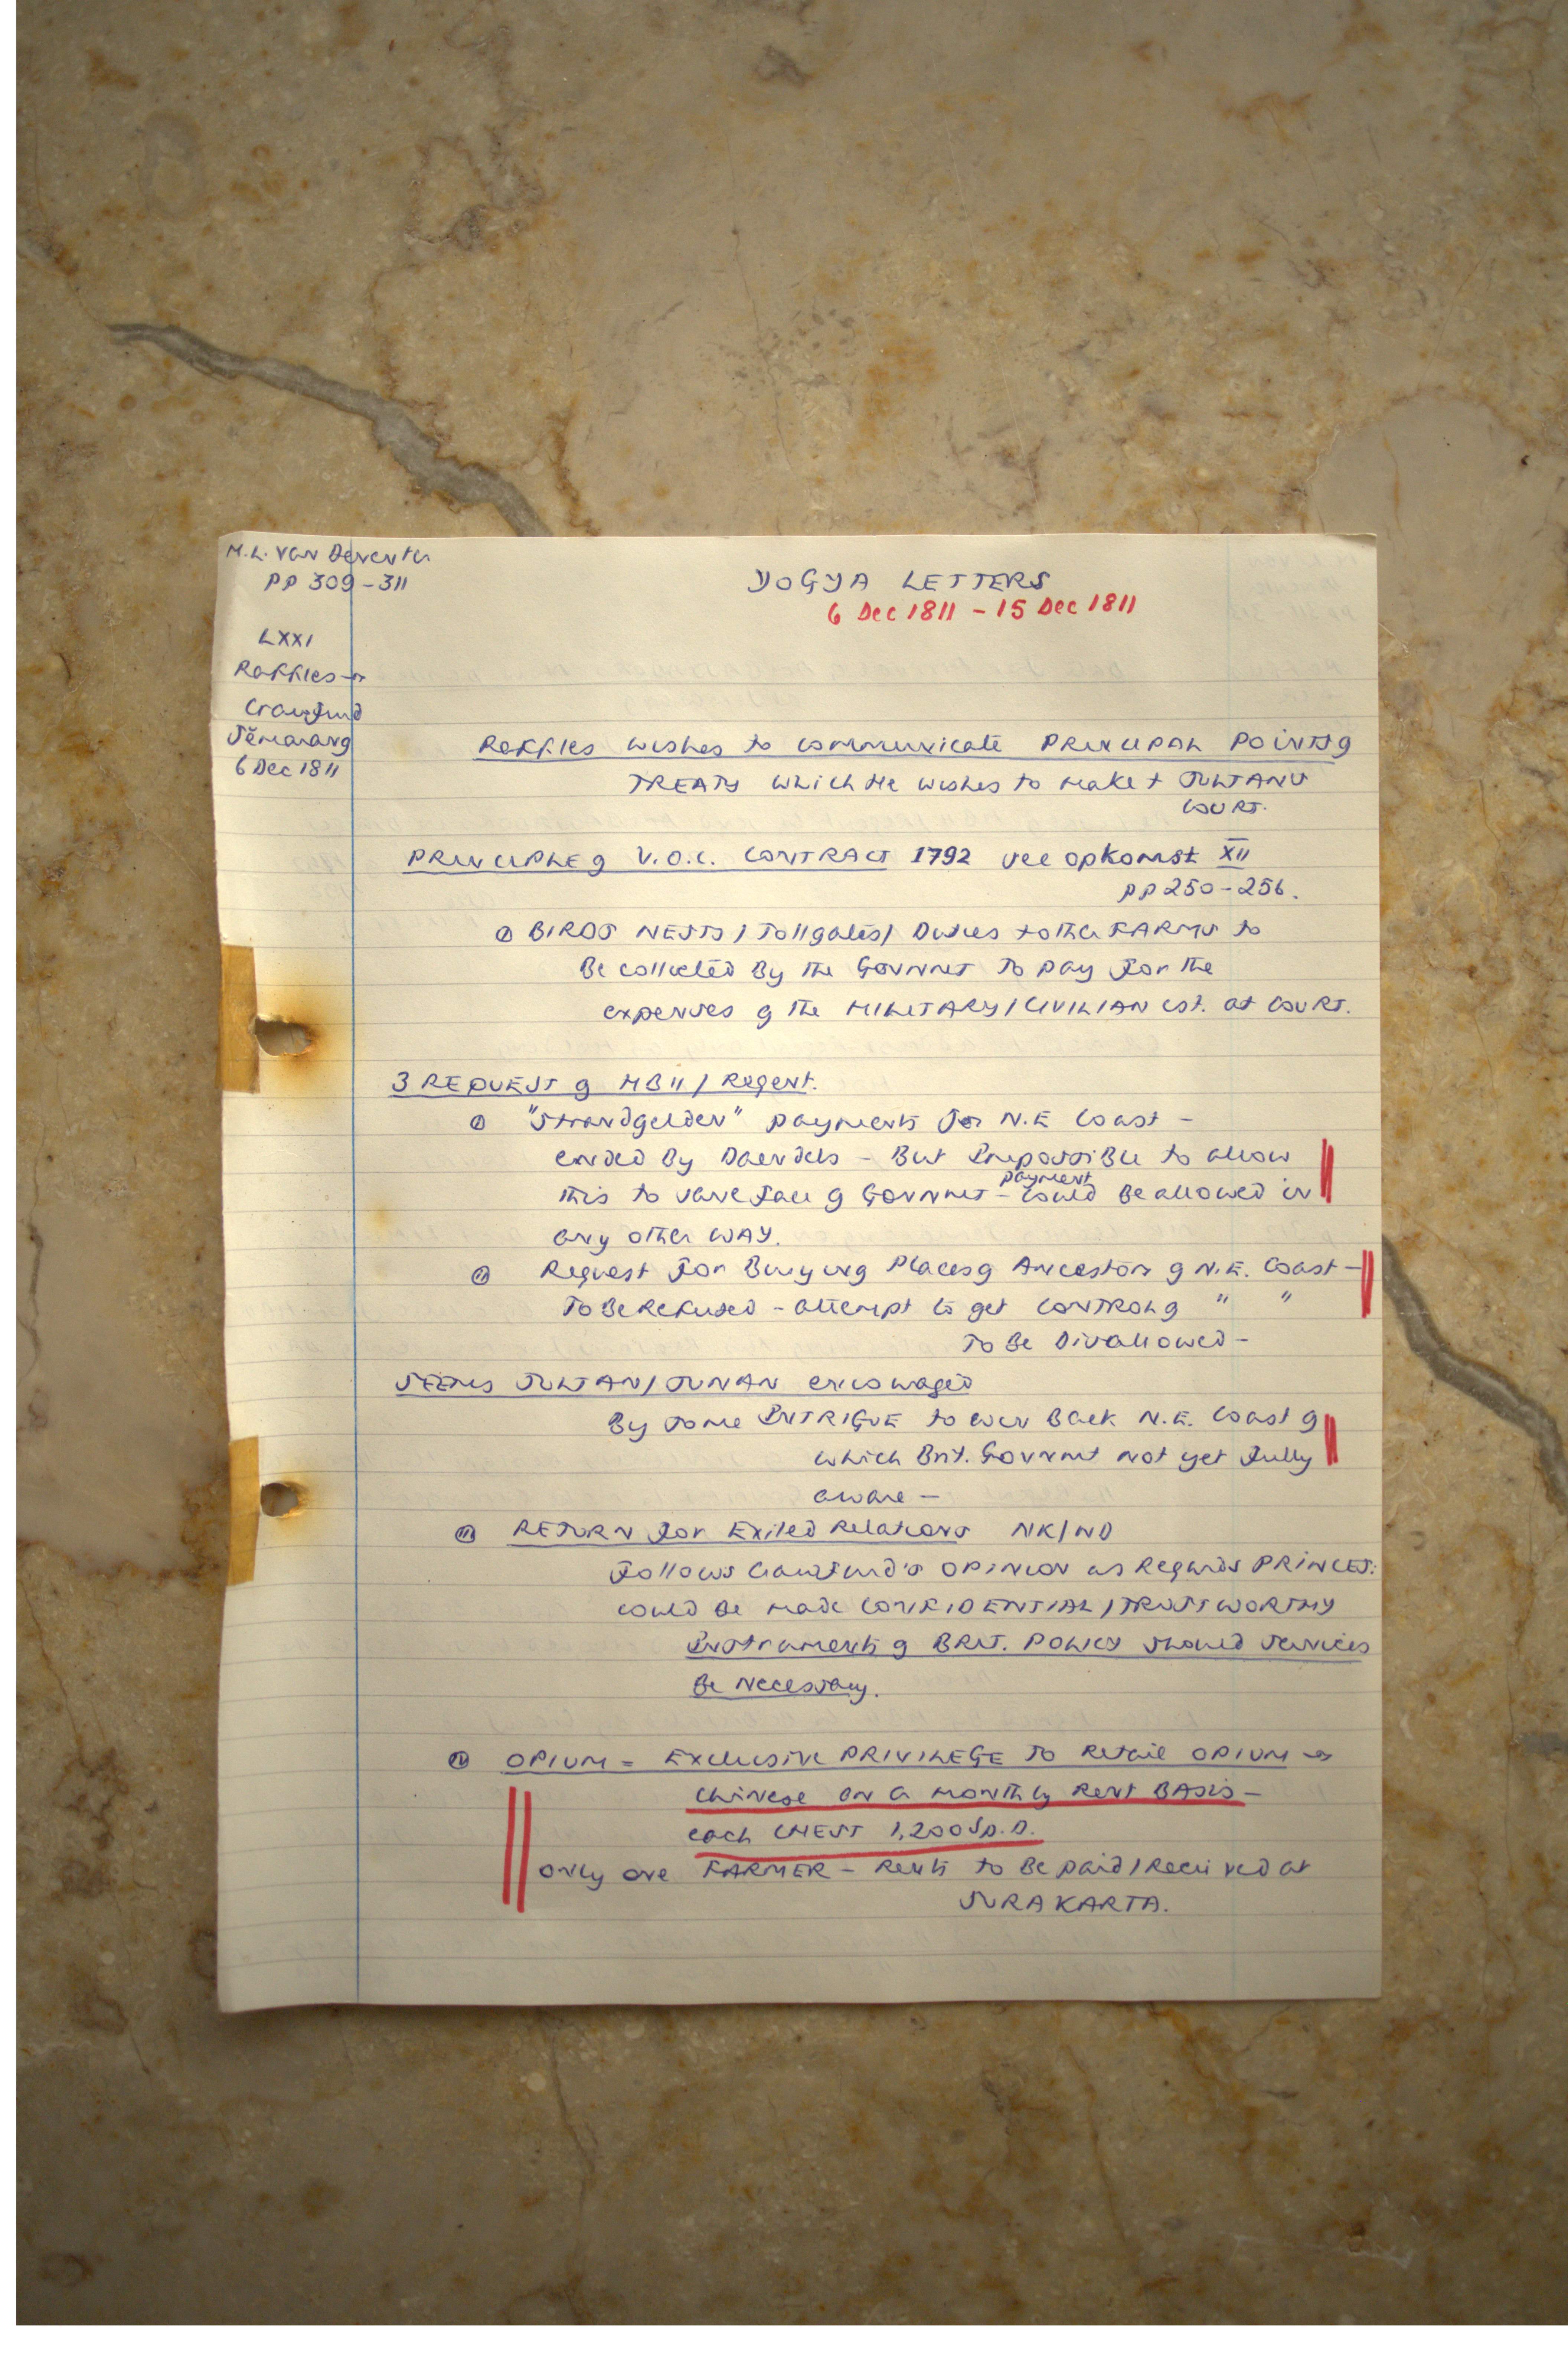 M.L. Van Deventer
PP 309-311
LXXI
Raffles →
Crawfurd
Sĕmarang
6 Dec 1811
YOGYA LETTERS
6 Dec 1811 - 15 Dec 1811
Raffles wishes to communicate PRINCIPAL POINTS of
TREATY which He wishes to make + SULTAN'S
COURT.
PRINCIPLE of V.O.C. CONTRACT 1792 see opkomst XII
pp 250-256.
① BIRDS NESTS / Tollgates / Duties + other FARMS to
Be collected By the Govnmet To pay For the
expenses of the MILITARY / CIVILIAN est. at COURT.
3 REQUEST of HB II / Regent.
① "Strandgelden" payments For N.E Coast -
ended By Daendels - But ImpossiBle to allow
this to save Face of Govnmet - payment could Be allowed in
any other WAY.
② Request For Burying Places of Ancestors of N.E. Coast -
To Be Refused - attempt to get CONTROL of " "
To Be Disallowed -
SEEMS SULTAN / SUNAN encouraged
By some INTRIGUE to win Back N.E. Coast of
which Brit. Govnmt not yet Fully
aware -
③ RETURN For Exiled Relations NK/ND
Follows Crawfurd's OPINION as Regards PRINCES:
could Be made CONFIDENTIAL / TRUSTWORTHY
Instruments of BRIT. POLICY should services
Be Necessary.
④ OPIUM = Exclusive PRIVILEGE To Retail OPIUM →
Chinese on a monthly Rent BASIS -
each CHEST 1,200 Sp.D.
only one FARMER - Rents to Be paid / Received at
SURAKARTA.